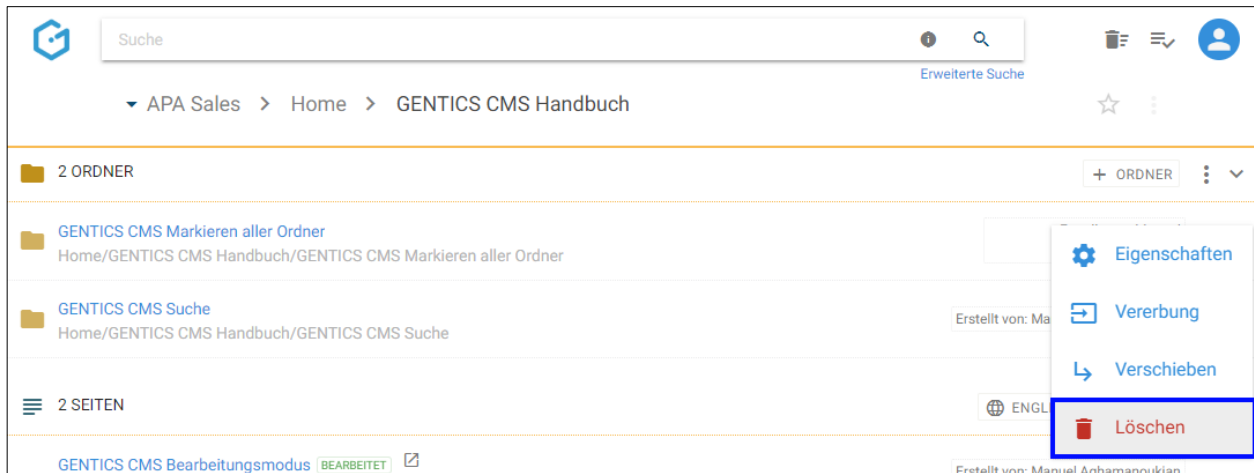 Suche
Erweiterte Suche
APA Sales > Home > GENTICS CMS Handbuch
2 ORDNER
+ ORDNER
GENTICS CMS Markieren aller Ordner
Home/GENTICS CMS Handbuch/GENTICS CMS Markieren aller Ordner
Eigenschaften
GENTICS CMS Suche
Home/GENTICS CMS Handbuch/GENTICS CMS Suche
Erstellt von: Ma
Vererbung
Verschieben
2 SEITEN
ENGL
Löschen
GENTICS CMS Bearbeitungsmodus BEARBEITET
Erstellt von: Manuel Aghamanoukian